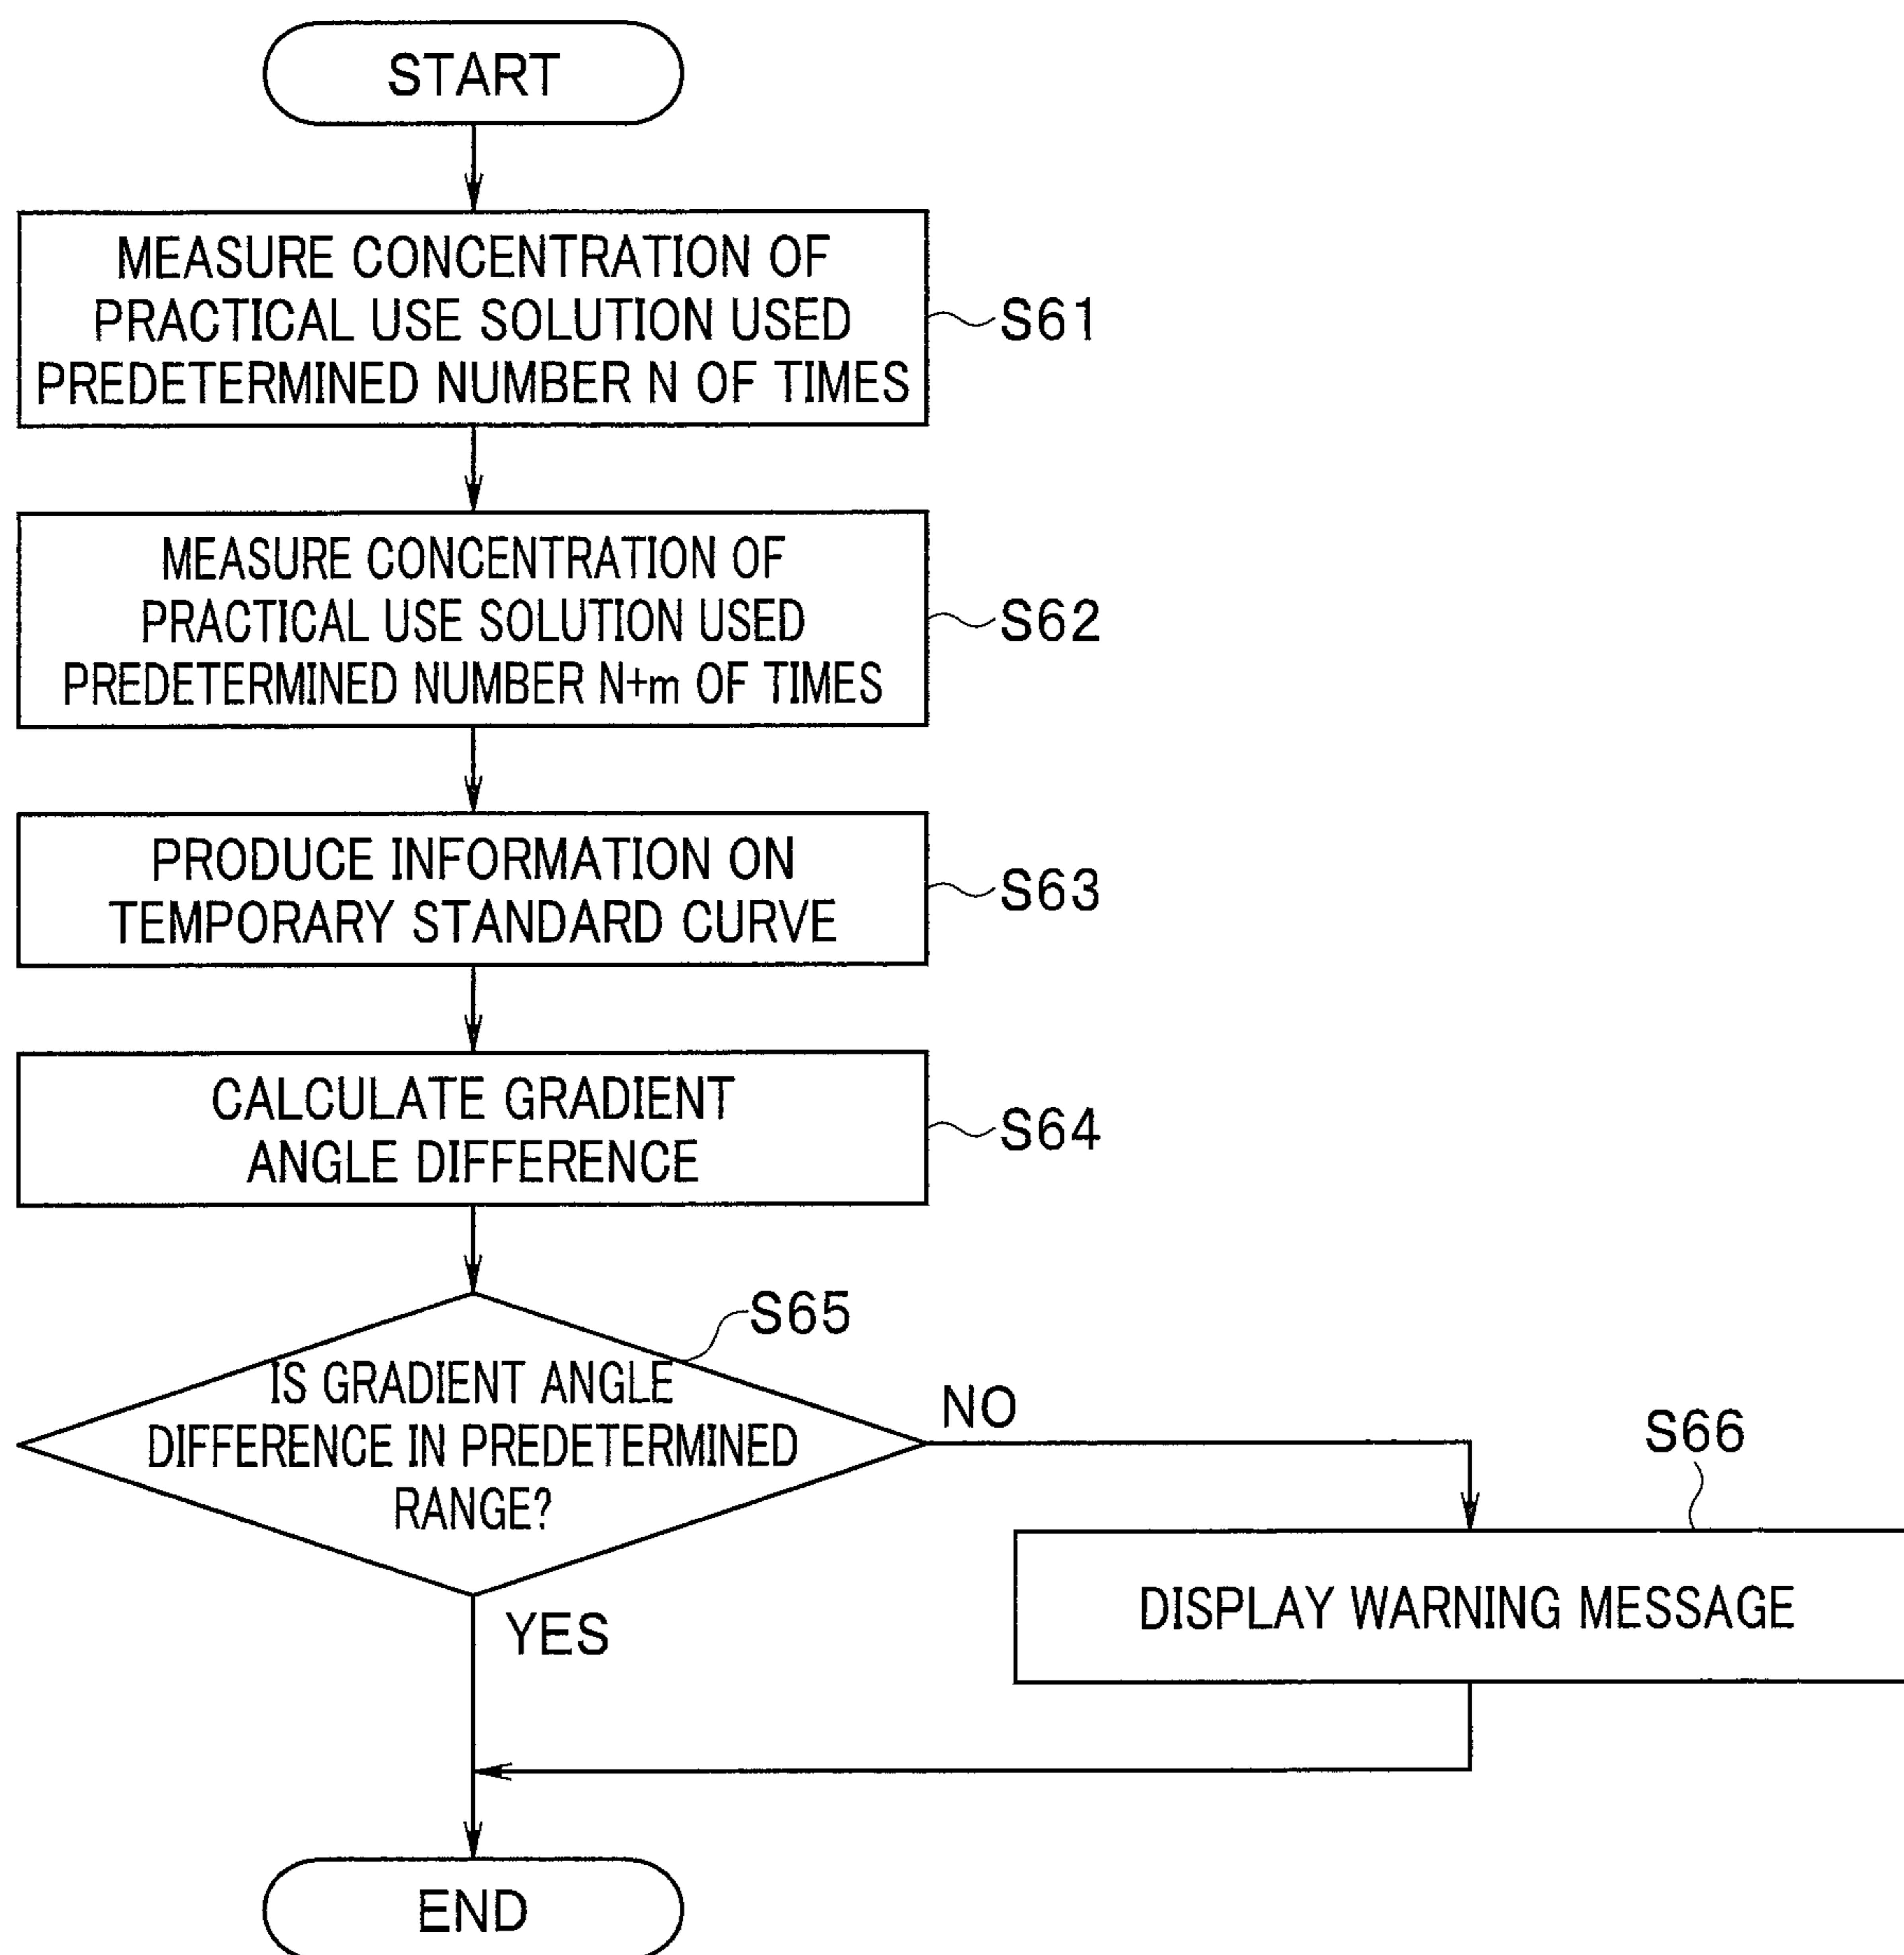 START
MEASURE CONCENTRATION OF
PRACTICAL USE SOLUTION USED
PREDETERMINED NUMBER N OF TIMES
S61
MEASURE CONCENTRATION OF
PRACTICAL USE SOLUTION USED
PREDETERMINED NUMBER N+m OF TIMES
S62
PRODUCE INFORMATION ON
TEMPORARY STANDARD CURVE
S63
CALCULATE GRADIENT
ANGLE DIFFERENCE
S64
S65
IS GRADIENT ANGLE
DIFFERENCE IN PREDETERMINED
RANGE?
NO
S66
DISPLAY WARNING MESSAGE
YES
END